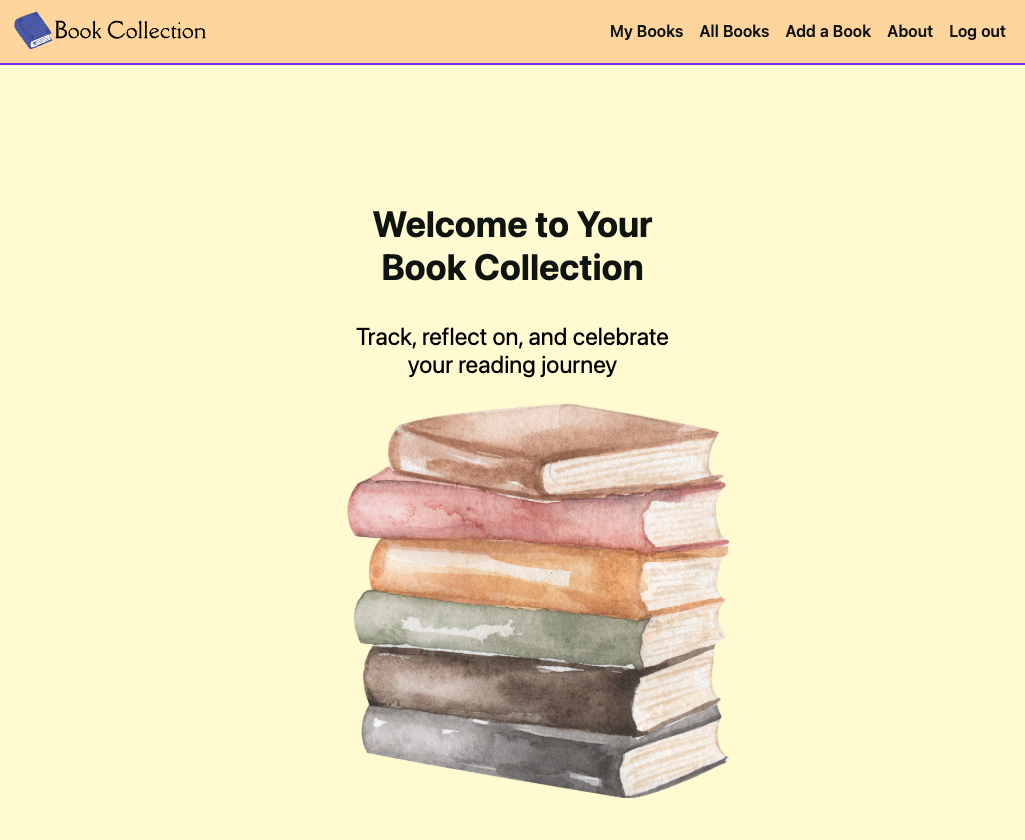 Book Collection
My Books All Books Add a Book About Log out
Welcome to Your
Book Collection
Track, reflect on, and celebrate
your reading journey